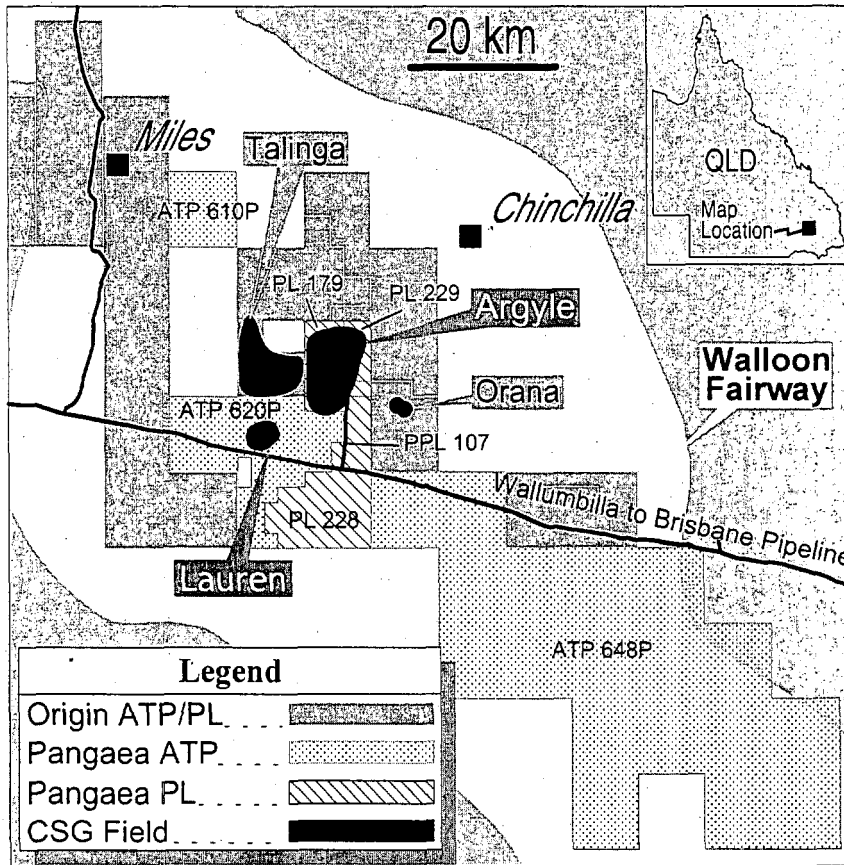 20 km
Miles
Talinga
QLD
Map
Location
ATP 610P
Chinchilla
PL 179
PL 229
Argyle
Walloon
Fairway
Orana
ATP 620P
PPL 107
Wallumbilla to Brisbane Pipeline
PL 228
Lauren
ATP 648P
Legend
Origin ATP/PL
Pangaea ATP
Pangaea PL
CSG Field